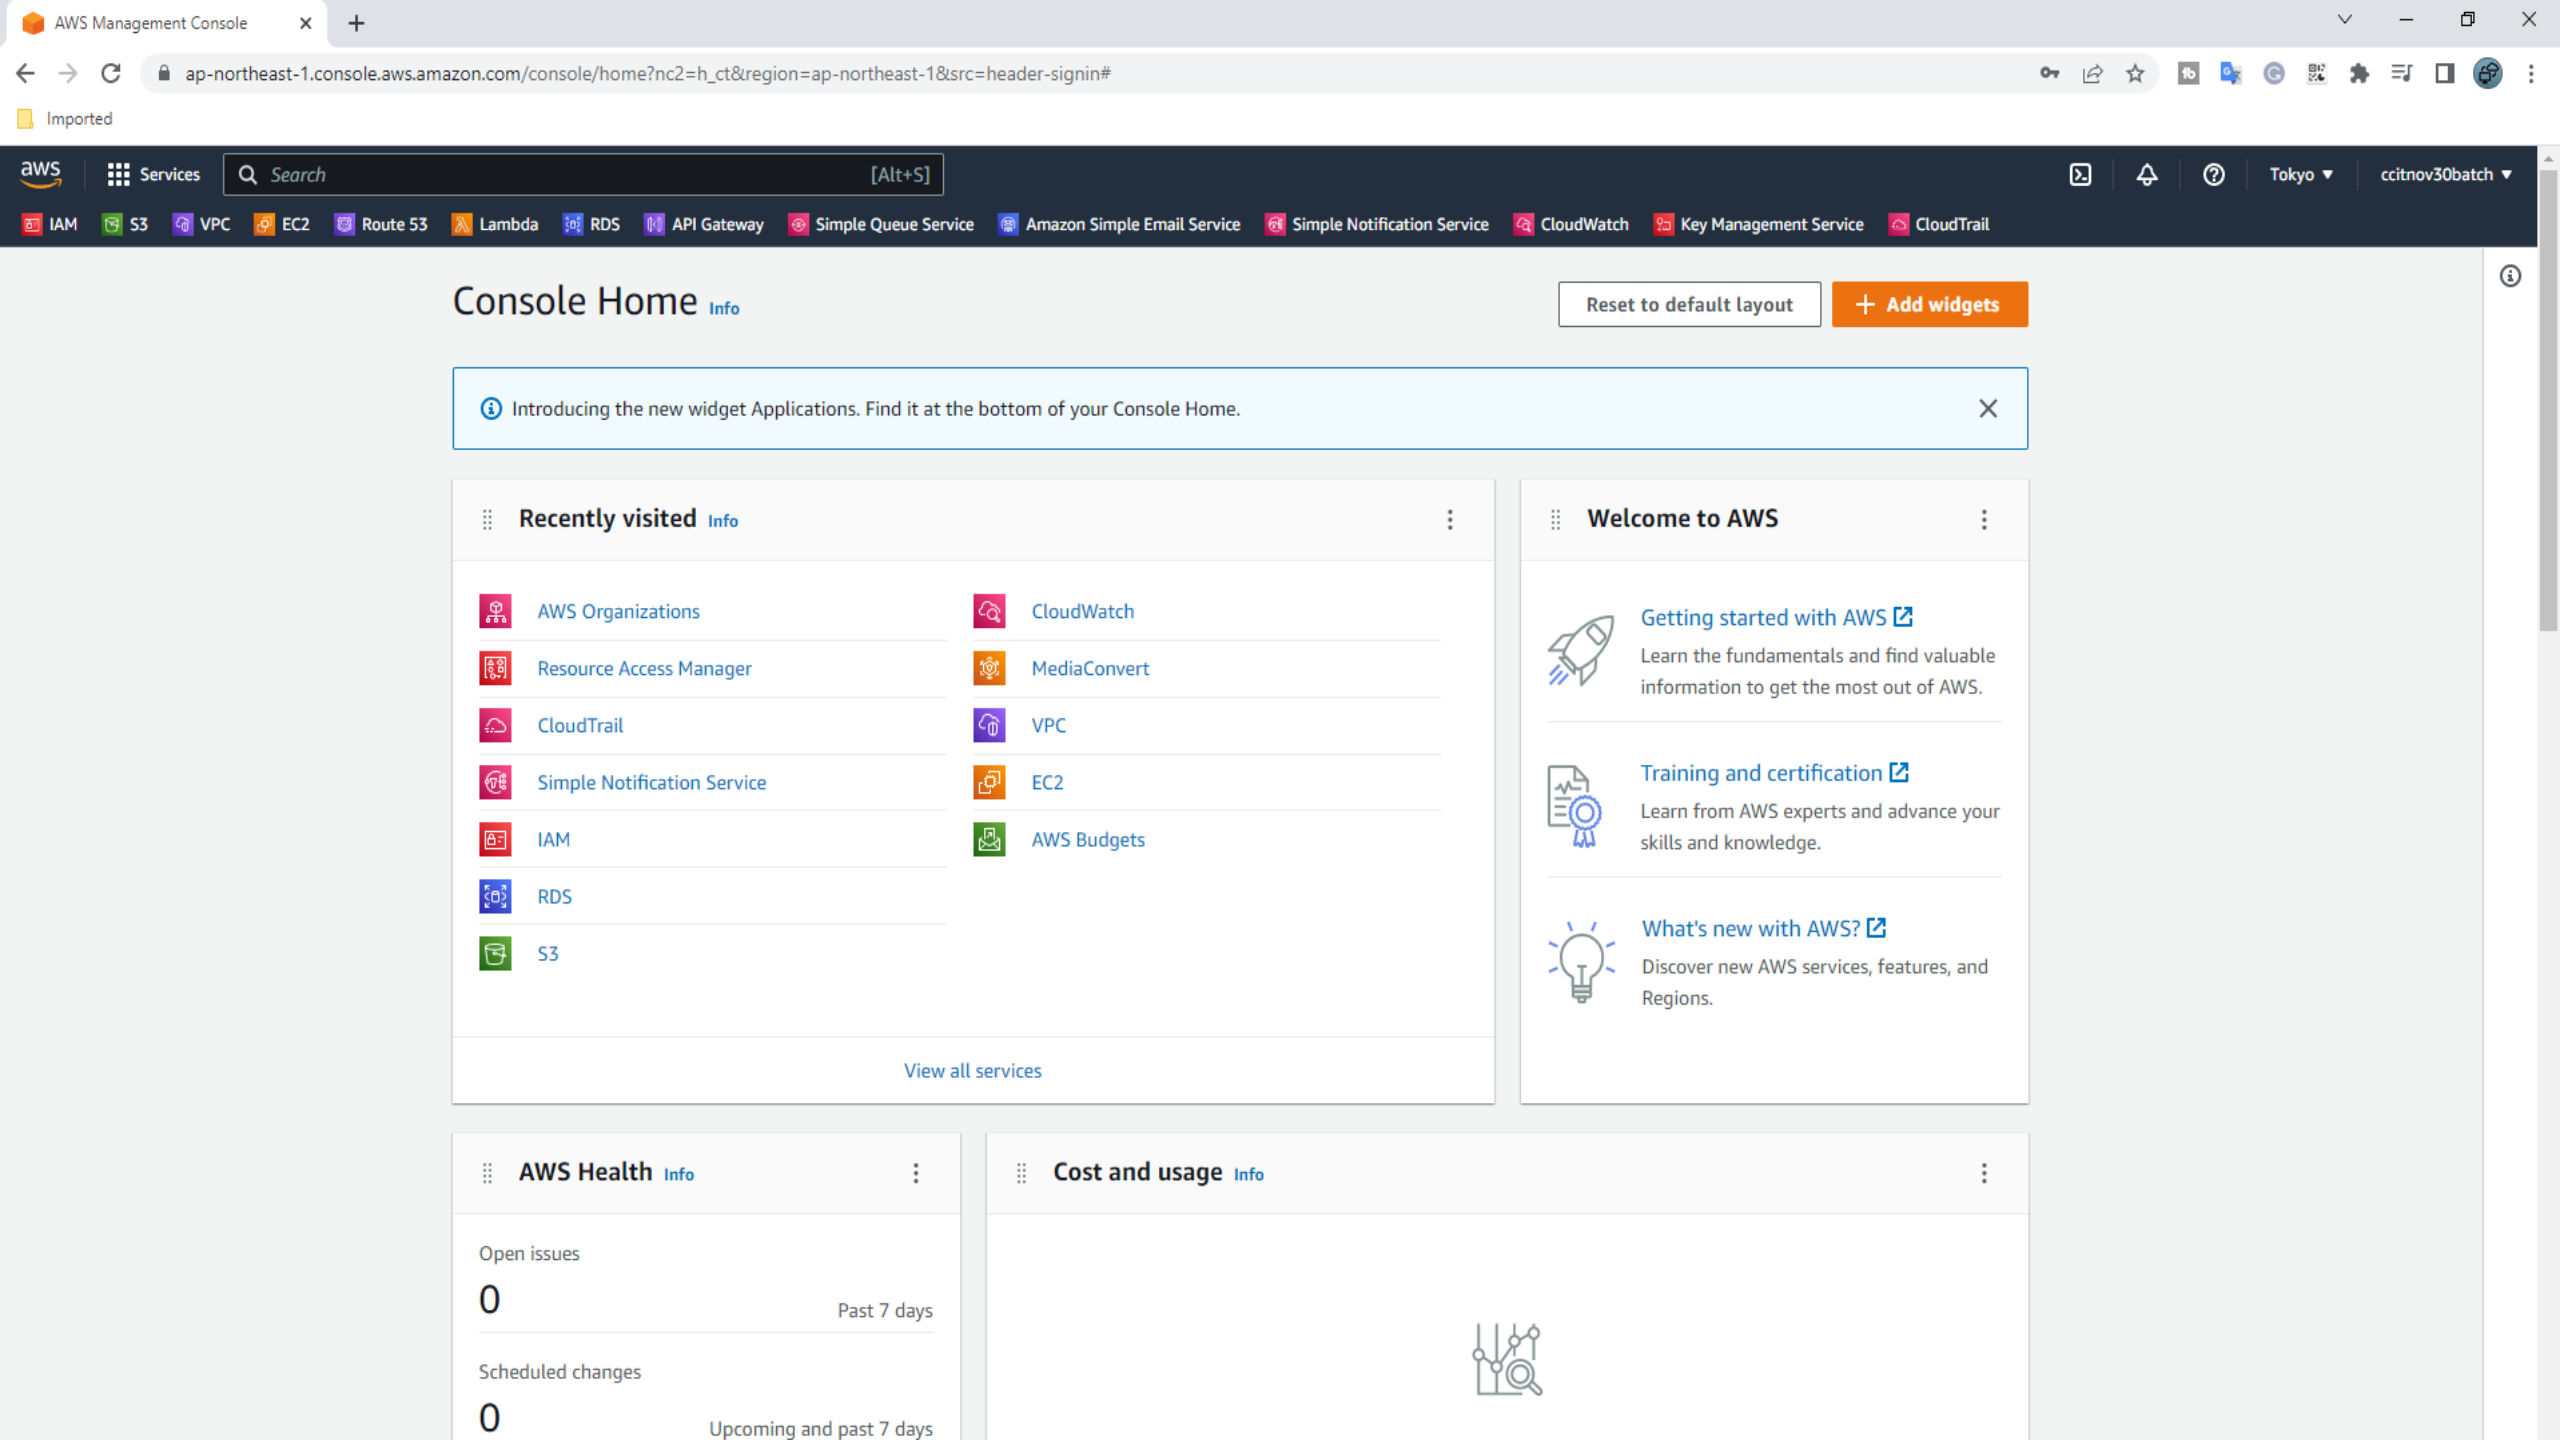 AWS Management Console
ap-northeast-1.console.aws.amazon.com/console/home?nc2=h_ct&region=ap-northeast-1&src=header-signin#
Imported
aws Services Search [Alt+S] Tokyo ccitnov30batch
IAM S3 VPC EC2 Route 53 Lambda RDS API Gateway Simple Queue Service Amazon Simple Email Service Simple Notification Service CloudWatch Key Management Service CloudTrail
Console Home Info
Reset to default layout
Add widgets
Introducing the new widget Applications. Find it at the bottom of your Console Home.
Recently visited Info
AWS Organizations
Resource Access Manager
CloudTrail
Simple Notification Service
IAM
RDS
S3
CloudWatch
MediaConvert
VPC
EC2
AWS Budgets
View all services
Welcome to AWS
Getting started with AWS
Learn the fundamentals and find valuable
information to get the most out of AWS.
Training and certification
Learn from AWS experts and advance your
skills and knowledge.
What's new with AWS?
Discover new AWS services, features, and
Regions.
AWS Health Info
Open issues
0
Past 7 days
Scheduled changes
0
Upcoming and past 7 days
Cost and usage Info